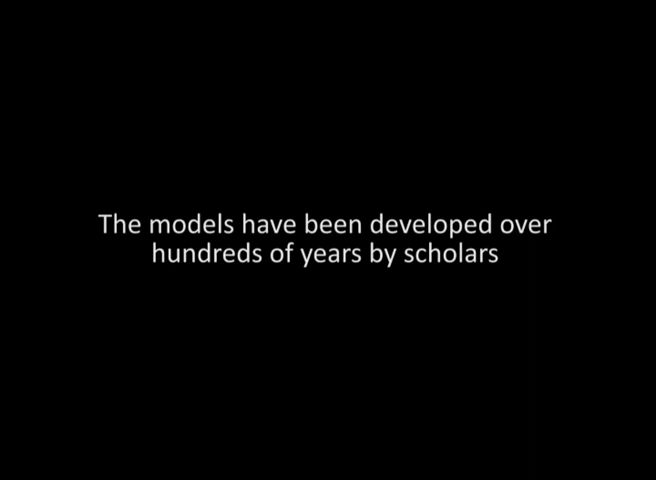 The models have been developed over
hundreds of years by scholars